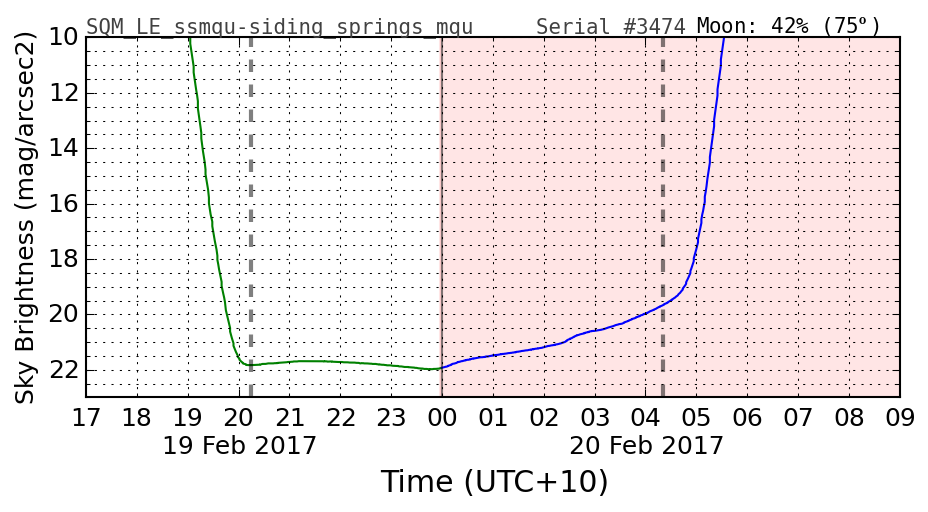 SQM_LE_ssmqu-siding_springs_mqu Serial #3474 Moon: 42% (75°)
10
12
14
16
18
20
22
Sky Brightness (mag/arcsec2)
17 18 19 20 21 22 23 00 01 02 03 04 05 06 07 08 09
19 Feb 2017 20 Feb 2017
Time (UTC+10)